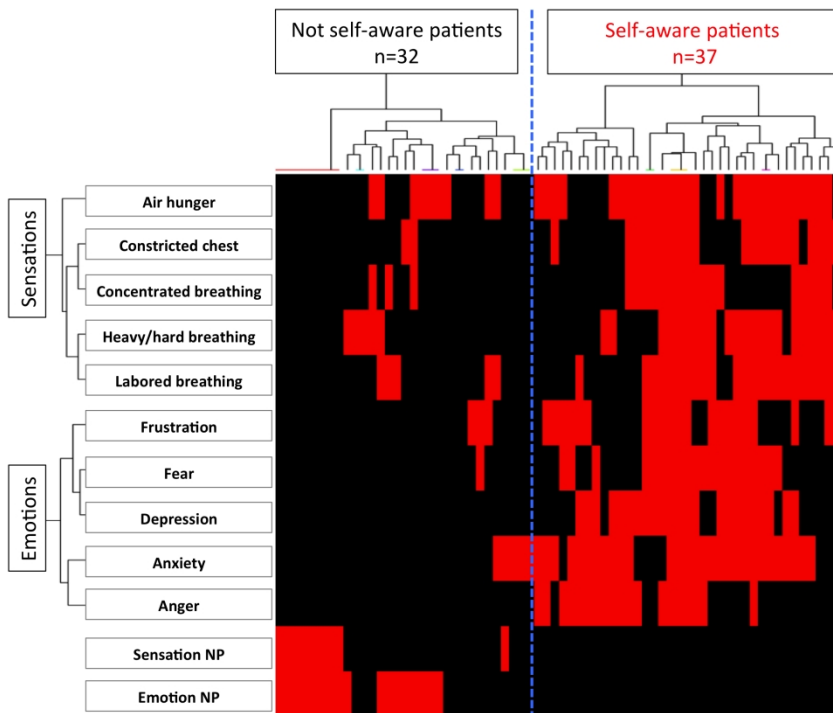 Not self-aware patients
n=32
Self-aware patients
n=37
Sensations
Air hunger
Constricted chest
Concentrated breathing
Heavy/hard breathing
Labored breathing
Emotions
Frustration
Fear
Depression
Anxiety
Anger
Sensation NP
Emotion NP